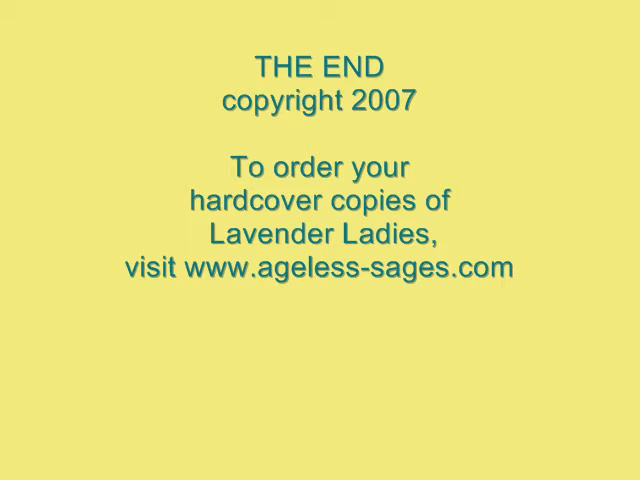 THE END
copyright 2007
To order your
hardcover copies of
Lavender Ladies,
visit www.ageless-sages.com